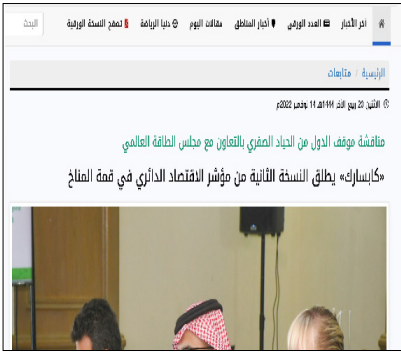 آخر الأخبار العدد الورقي أخبار المناطق مقالات اليوم دنيا الرياضة تصفح النسخة الورقية البحث
الرئيسية / متابعات
الاثنين 20 ربيع الآخر 1444هـ 14 نوفمبر 2022م
مناقشة موقف الدول من الحياد الصفري بالتعاون مع مجلس الطاقة العالمي
«كابسارك» يطلق النسخة الثانية من مؤشر الاقتصاد الدائري في قمة المناخ